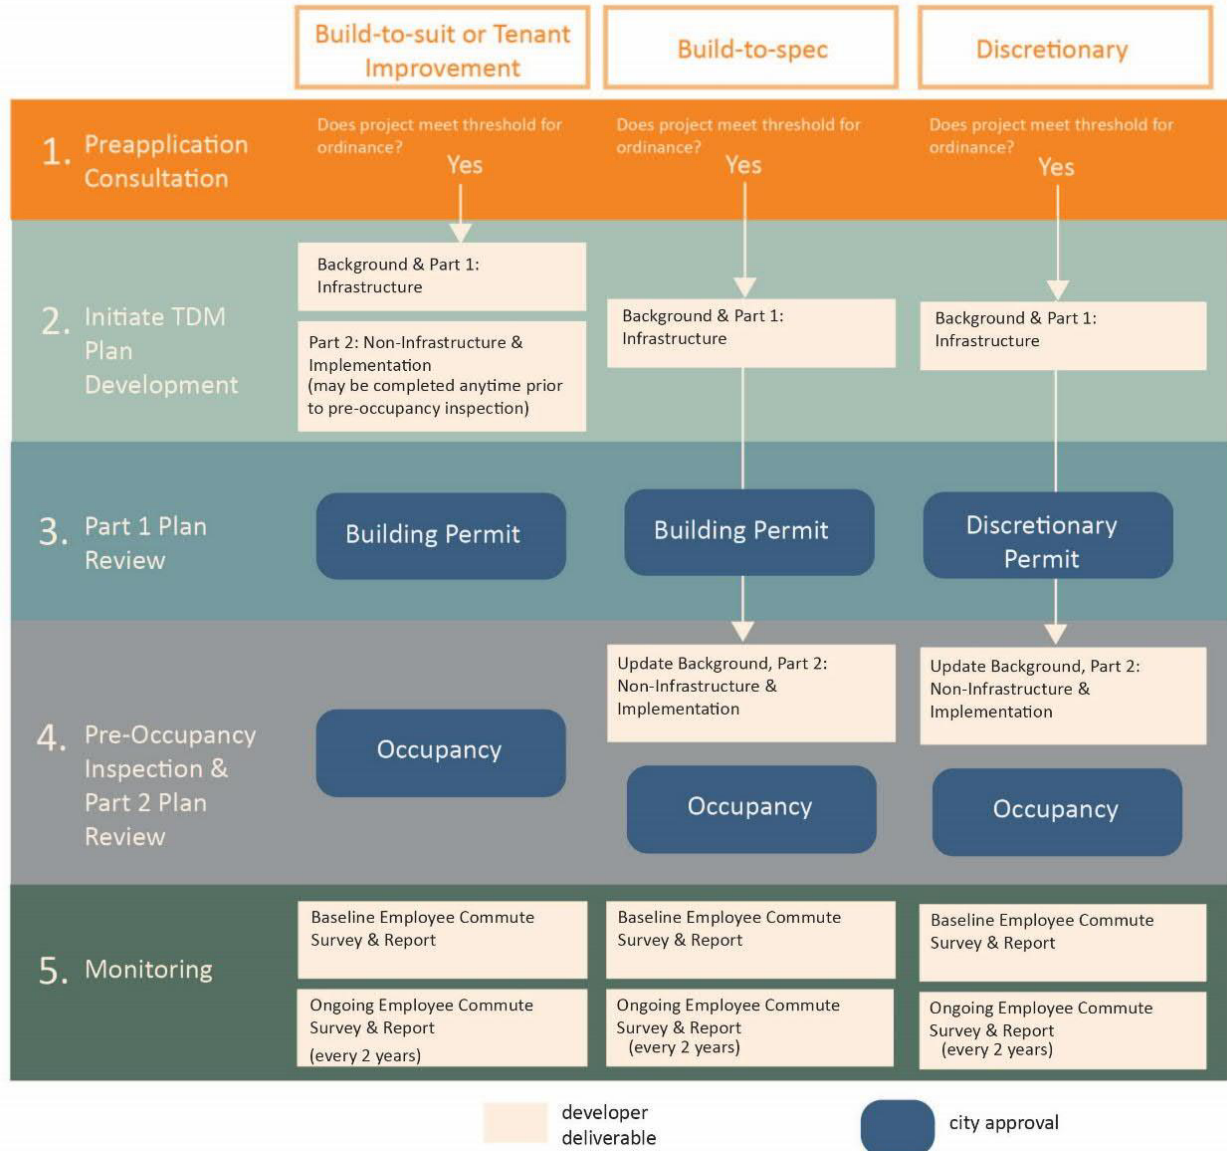 Build-to-suit or Tenant
Improvement
Build-to-spec
Discretionary
1. Preapplication
Consultation
Does project meet threshold for
ordinance?
Yes
Does project meet threshold for
ordinance?
Yes
Does project meet threshold for
ordinance?
Yes
2. Initiate TDM
Plan
Development
Background & Part 1:
Infrastructure
Part 2: Non-Infrastructure &
Implementation
(may be completed anytime prior
to pre-occupancy inspection)
Background & Part 1:
Infrastructure
Background & Part 1:
Infrastructure
3. Part 1 Plan
Review
Building Permit
Building Permit
Discretionary
Permit
4. Pre-Occupancy
Inspection &
Part 2 Plan
Review
Occupancy
Update Background, Part 2:
Non-Infrastructure &
Implementation
Occupancy
Update Background, Part 2:
Non-Infrastructure &
Implementation
Occupancy
5. Monitoring
Baseline Employee Commute
Survey & Report
Ongoing Employee Commute
Survey & Report
(every 2 years)
Baseline Employee Commute
Survey & Report
Ongoing Employee Commute
Survey & Report
(every 2 years)
Baseline Employee Commute
Survey & Report
Ongoing Employee Commute
Survey & Report
(every 2 years)
developer
deliverable
city approval